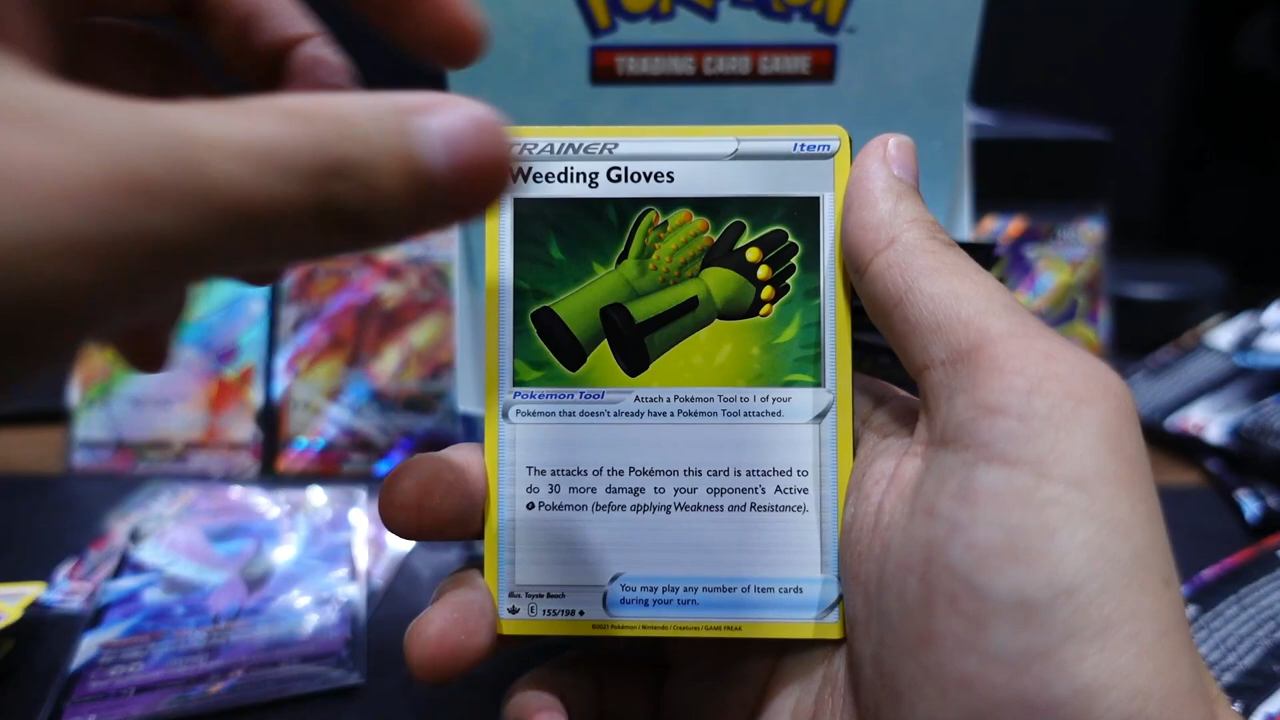 POKÉMON
TRADING CARD GAME
TRAINER
Item
Weeding Gloves
Pokémon Tool
Attach a Pokémon Tool to 1 of your
Pokémon that doesn't already have a Pokémon Tool attached.
The attacks of the Pokémon this card is attached to
do 30 more damage to your opponent's Active
Pokémon (before applying Weakness and Resistance).
You may play any number of Item cards
during your turn.
Illus. Toyste Beach
E 155/198
©2021 Pokémon / Nintendo / Creatures / GAME FREAK